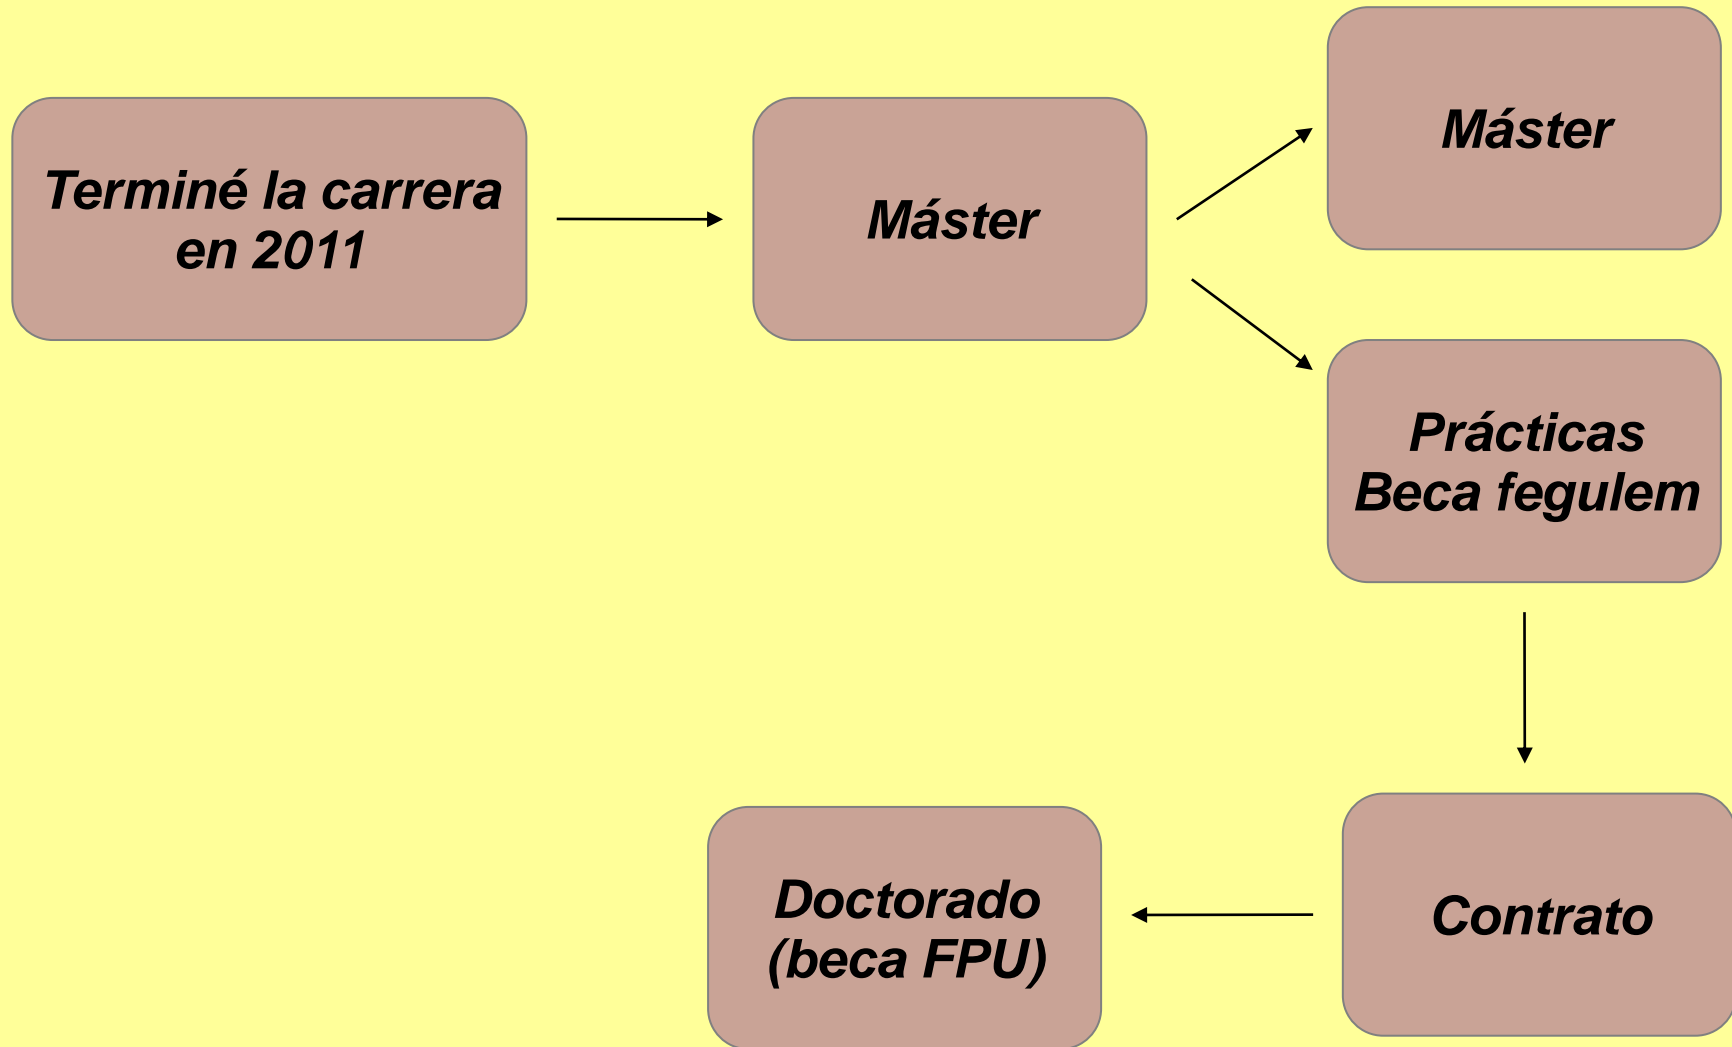 Terminé la carrera
en 2011
Máster
Máster
Prácticas
Beca fegulem
Contrato
Doctorado
(beca FPU)